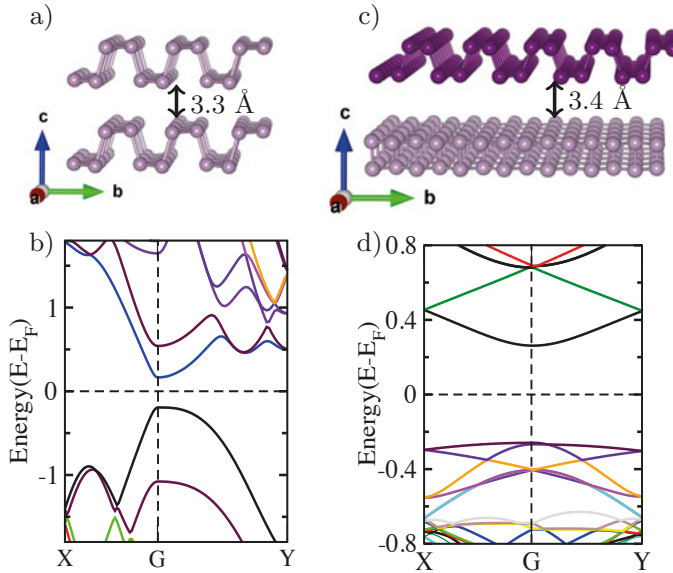 a)
3.3 Å
c
a
b
c)
3.4 Å
c
a
b
b)
Energy(E-E_F)
1
0
-1
X
G
Y
d)
Energy(E-E_F)
0.8
0.4
0
-0.4
-0.8
X
G
Y